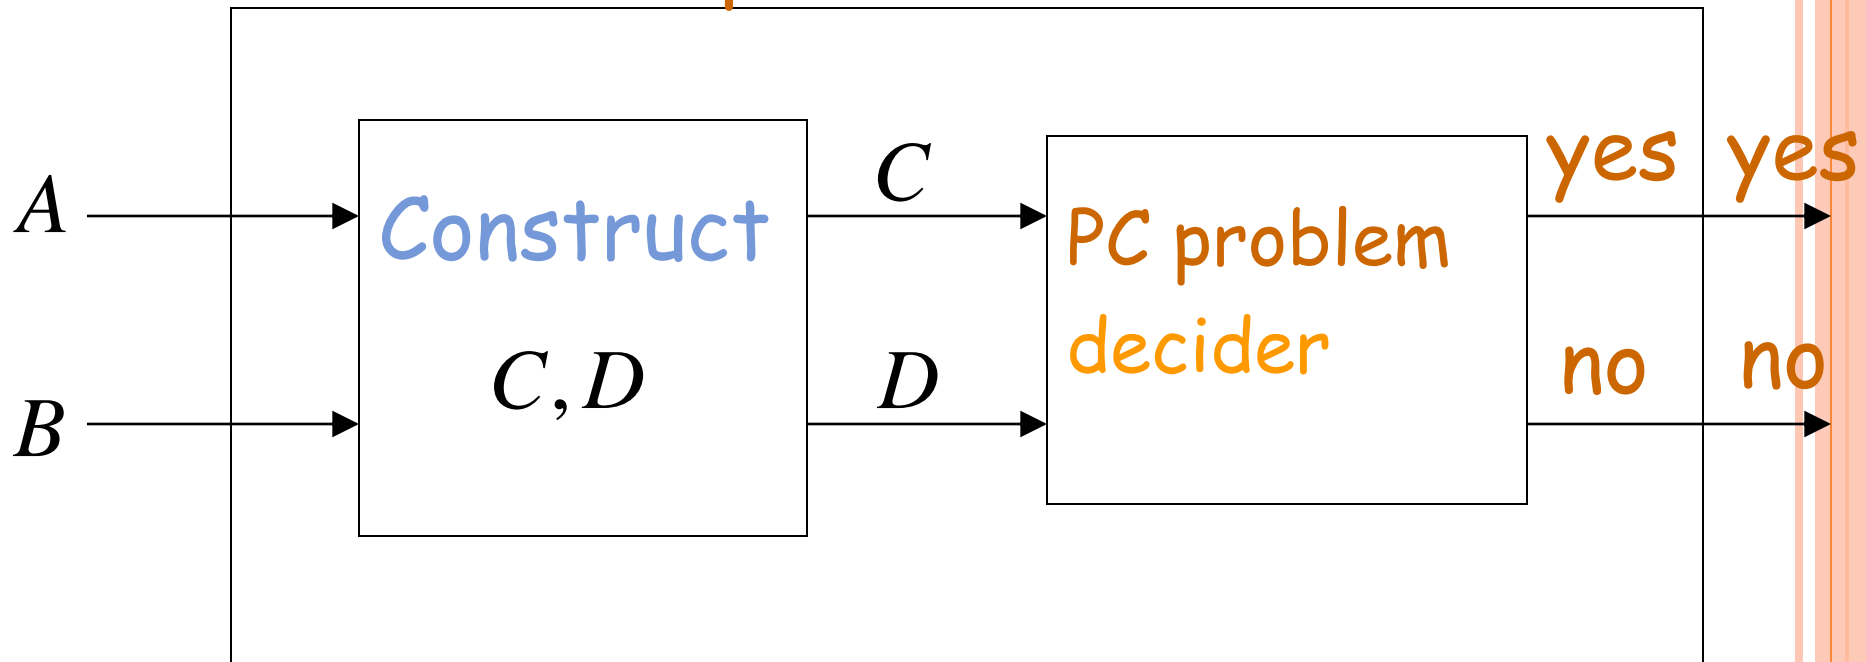 A
B
Construct
C, D
C
D
PC problem
decider
yes yes
no no